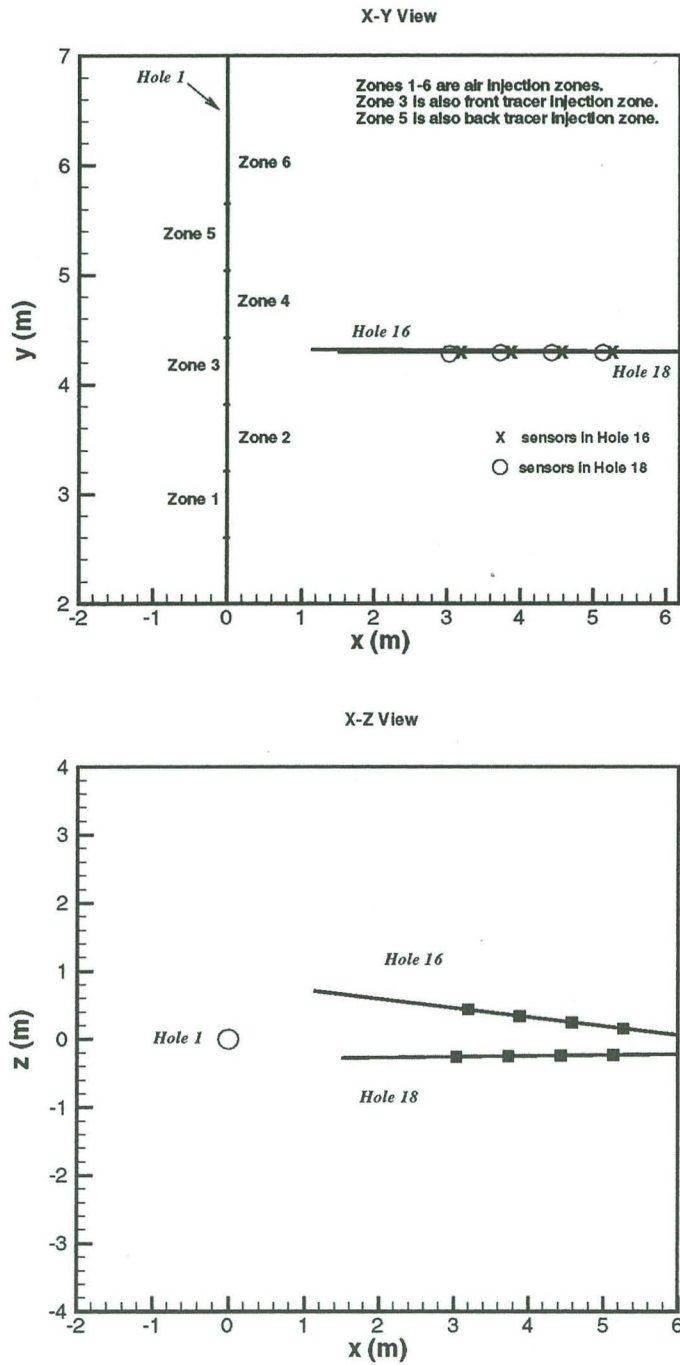 X-Y View
7
Hole 1
Zones 1-6 are air injection zones.
Zone 3 is also front tracer injection zone.
Zone 5 is also back tracer injection zone.
6
Zone 6
Zone 5
5
Zone 4
y (m)
Hole 16
Zone 3
Hole 18
4
Zone 2
X sensors in Hole 16
sensors in Hole 18
3
Zone 1
2
-2 -1 0 1 2 3 4 5 6
x (m)
X-Z View
4
3
2
1
Hole 16
z (m)
0
Hole 1
Hole 18
-1
-2
-3
-4
-2 -1 0 1 2 3 4 5 6
x (m)